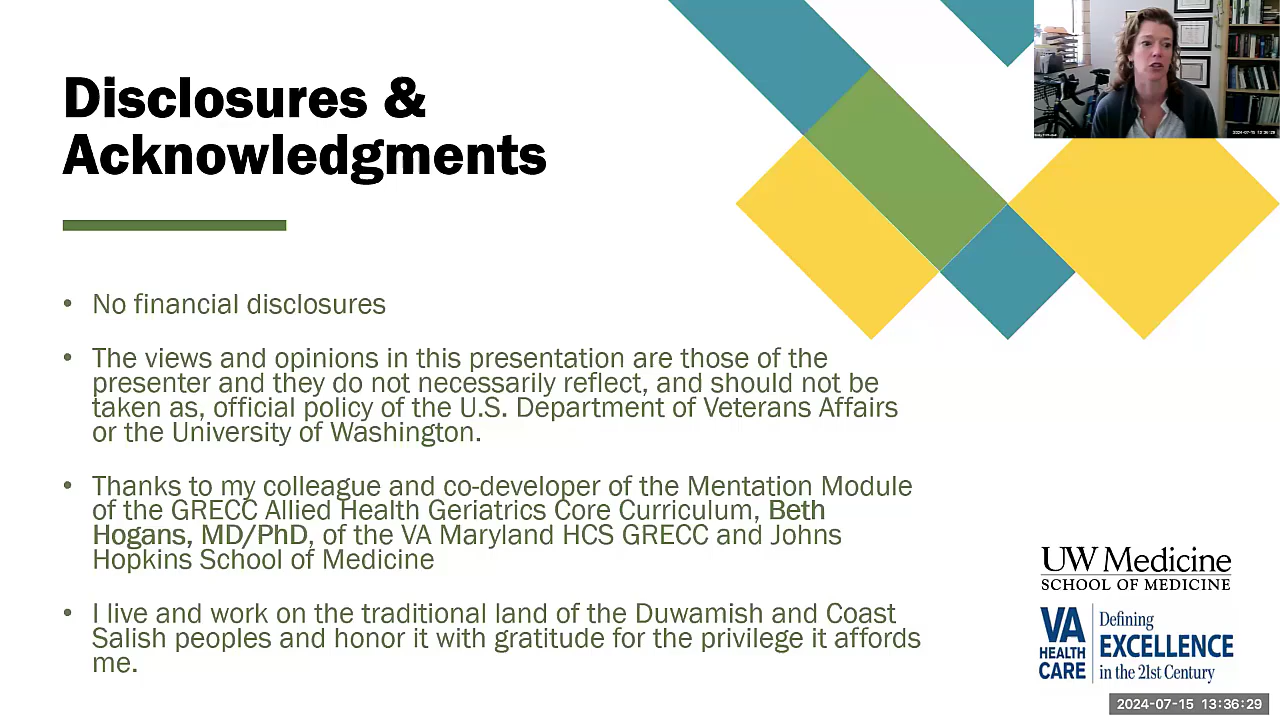 Disclosures &
Acknowledgments
• No financial disclosures
• The views and opinions in this presentation are those of the
presenter and they do not necessarily reflect, and should not be
taken as, official policy of the U.S. Department of Veterans Affairs
or the University of Washington.
• Thanks to my colleague and co-developer of the Mentation Module
of the GRECC Allied Health Geriatrics Core Curriculum, Beth
Hogans, MD/PhD, of the VA Maryland HCS GRECC and Johns
Hopkins School of Medicine
• I live and work on the traditional land of the Duwamish and Coast
Salish peoples and honor it with gratitude for the privilege it affords
me.
2024-07-15 13:36:29
UW Medicine
SCHOOL OF MEDICINE
VA
HEALTH
CARE
Defining
EXCELLENCE
in the 21st Century
2024-07-15 13:36:29